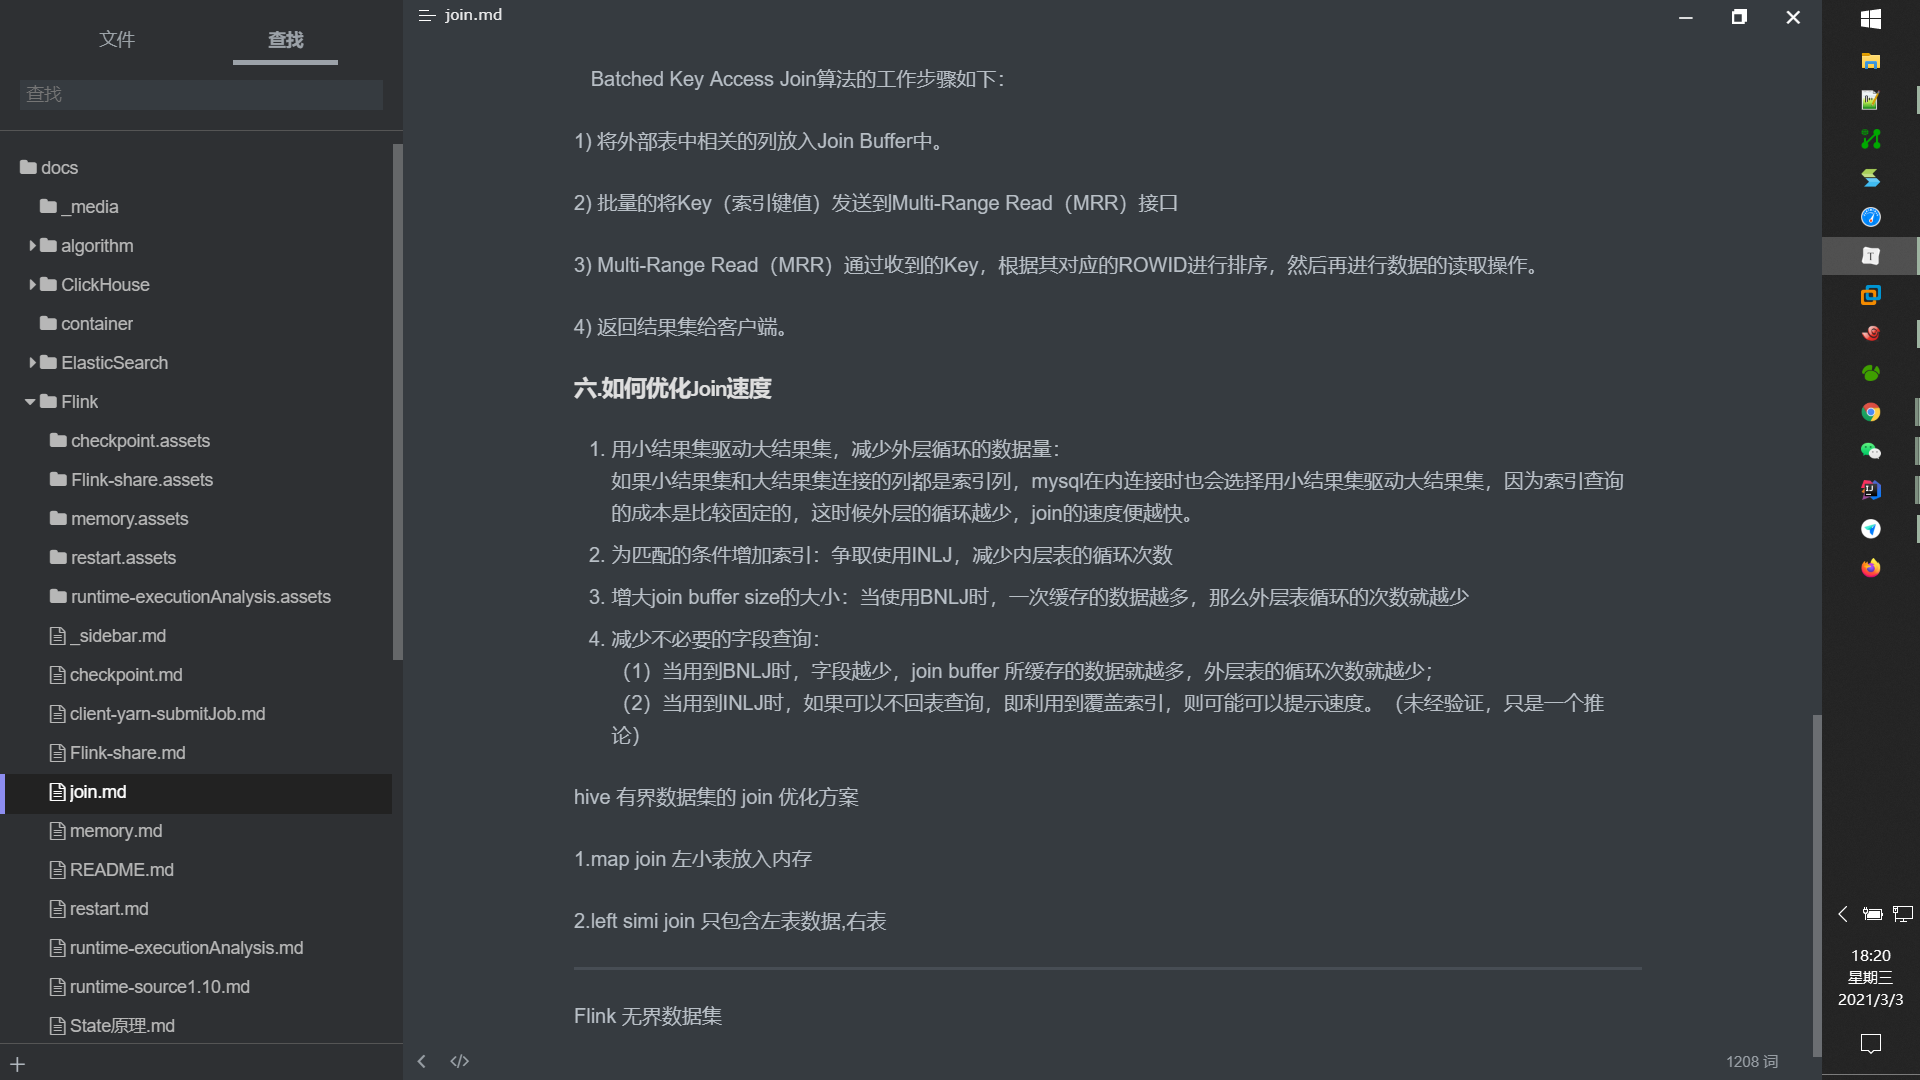 文件
查找
查找
docs
_media
algorithm
ClickHouse
container
ElasticSearch
Flink
checkpoint.assets
Flink-share.assets
memory.assets
restart.assets
runtime-executionAnalysis.assets
_sidebar.md
checkpoint.md
client-yarn-submitJob.md
Flink-share.md
join.md
memory.md
README.md
restart.md
runtime-executionAnalysis.md
runtime-source1.10.md
State原理.md
join.md
Batched Key Access Join算法的工作步骤如下：
1) 将外部表中相关的列放入Join Buffer中。
2) 批量的将Key（索引键值）发送到Multi-Range Read（MRR）接口
3) Multi-Range Read（MRR）通过收到的Key，根据其对应的ROWID进行排序，然后再进行数据的读取操作。
4) 返回结果集给客户端。
六.如何优化Join速度
1. 用小结果集驱动大结果集，减少外层循环的数据量：
如果小结果集和大结果集连接的列都是索引列，mysql在内连接时也会选择用小结果集驱动大结果集，因为索引查询
的成本是比较固定的，这时候外层的循环越少，join的速度便越快。
2. 为匹配的条件增加索引：争取使用INLJ，减少内层表的循环次数
3. 增大join buffer size的大小：当使用BNLJ时，一次缓存的数据越多，那么外层表循环的次数就越少
4. 减少不必要的字段查询：
（1）当用到BNLJ时，字段越少，join buffer 所缓存的数据就越多，外层表的循环次数就越少；
（2）当用到INLJ时，如果可以不回表查询，即利用到覆盖索引，则可能可以提示速度。（未经验证，只是一个推
论）
hive 有界数据集的 join 优化方案
1.map join 左小表放入内存
2.left simi join 只包含左表数据,右表
Flink 无界数据集
1208 词
18:20
星期三
2021/3/3